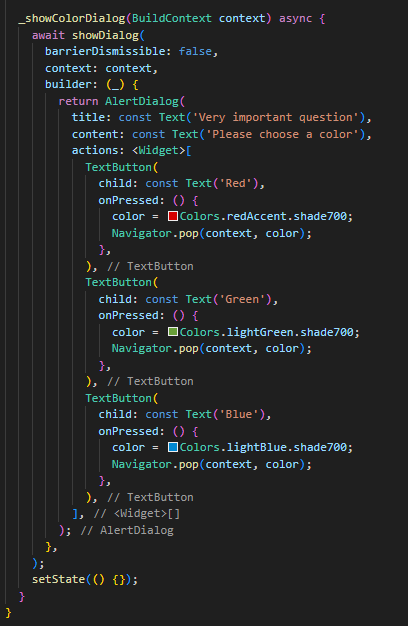 _showColorDialog(BuildContext context) async {
await showDialog(
barrierDismissible: false,
context: context,
builder: (_) {
return AlertDialog(
title: const Text('Very important question'),
content: const Text('Please choose a color'),
actions: <Widget>[
TextButton(
child: const Text('Red'),
onPressed: () {
color = Colors.redAccent.shade700;
Navigator.pop(context, color);
},
), // TextButton
TextButton(
child: const Text('Green'),
onPressed: () {
color = Colors.lightGreen.shade700;
Navigator.pop(context, color);
},
), // TextButton
TextButton(
child: const Text('Blue'),
onPressed: () {
color = Colors.lightBlue.shade700;
Navigator.pop(context, color);
},
), // TextButton
], // <Widget>[]
); // AlertDialog
},
);
setState(() {});
}
}